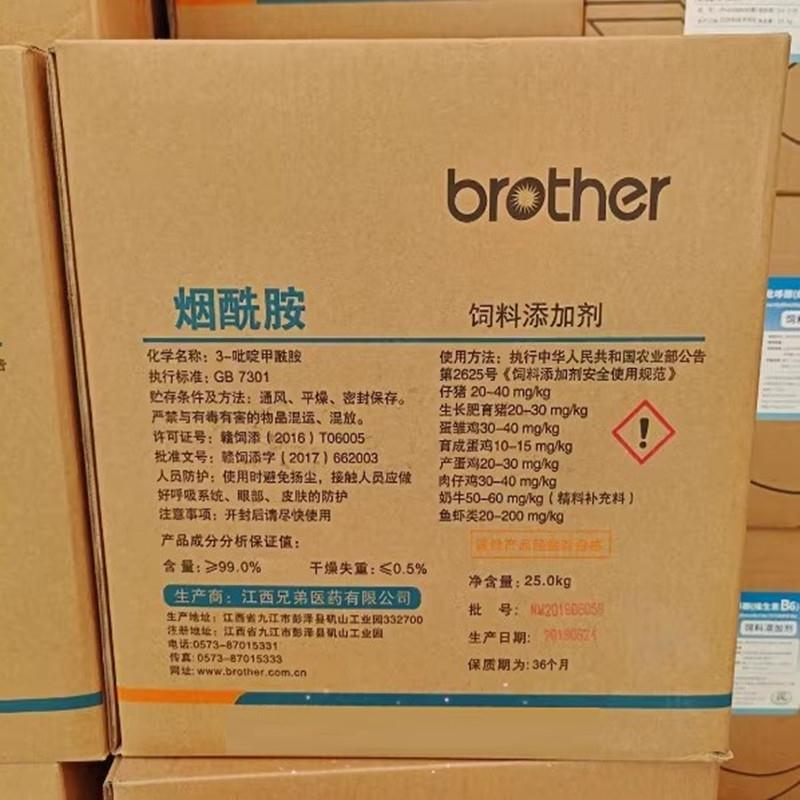 brother
烟酰胺
饲料添加剂
化学名称：3-吡啶甲酰胺
执行标准：GB 7301
贮存条件及方法：通风、平燥、密封保存。
严禁与有毒有害的物品混运、混放。
许可证号：赣饲添（2016）T06005
批准文号：赣饲添字（2017）662003
人员防护：使用时避免扬尘，接触人员应做
好呼吸系统、眼部、皮肤的防护
注意事项：开封后请尽快使用
产品成分分析保证值：
含量：≥99.0%　干燥失重：≤0.5%
生产商：江西兄弟医药有限公司
生产地址：江西省九江市彭泽县矶山工业园332700
注册地址：江西省九江市彭泽县矶山工业园
电话:0573-87015331
传真:0573-87015333
网址:www.brother.com.cn
使用方法：执行中华人民共和国农业部公告
第2625号《饲料添加剂安全使用规范》
仔猪 20-40 mg/kg
生长肥育猪20-30 mg/kg
蛋雏鸡30-40 mg/kg
育成蛋鸡10-15 mg/kg
产蛋鸡20-30 mg/kg
肉仔鸡30-40 mg/kg
奶牛50-60 mg/kg（精料补充料）
鱼虾类20-200 mg/kg
净含量：25.0kg
批　号：
生产日期：
保质期为：36个月
B6
饲料添加剂